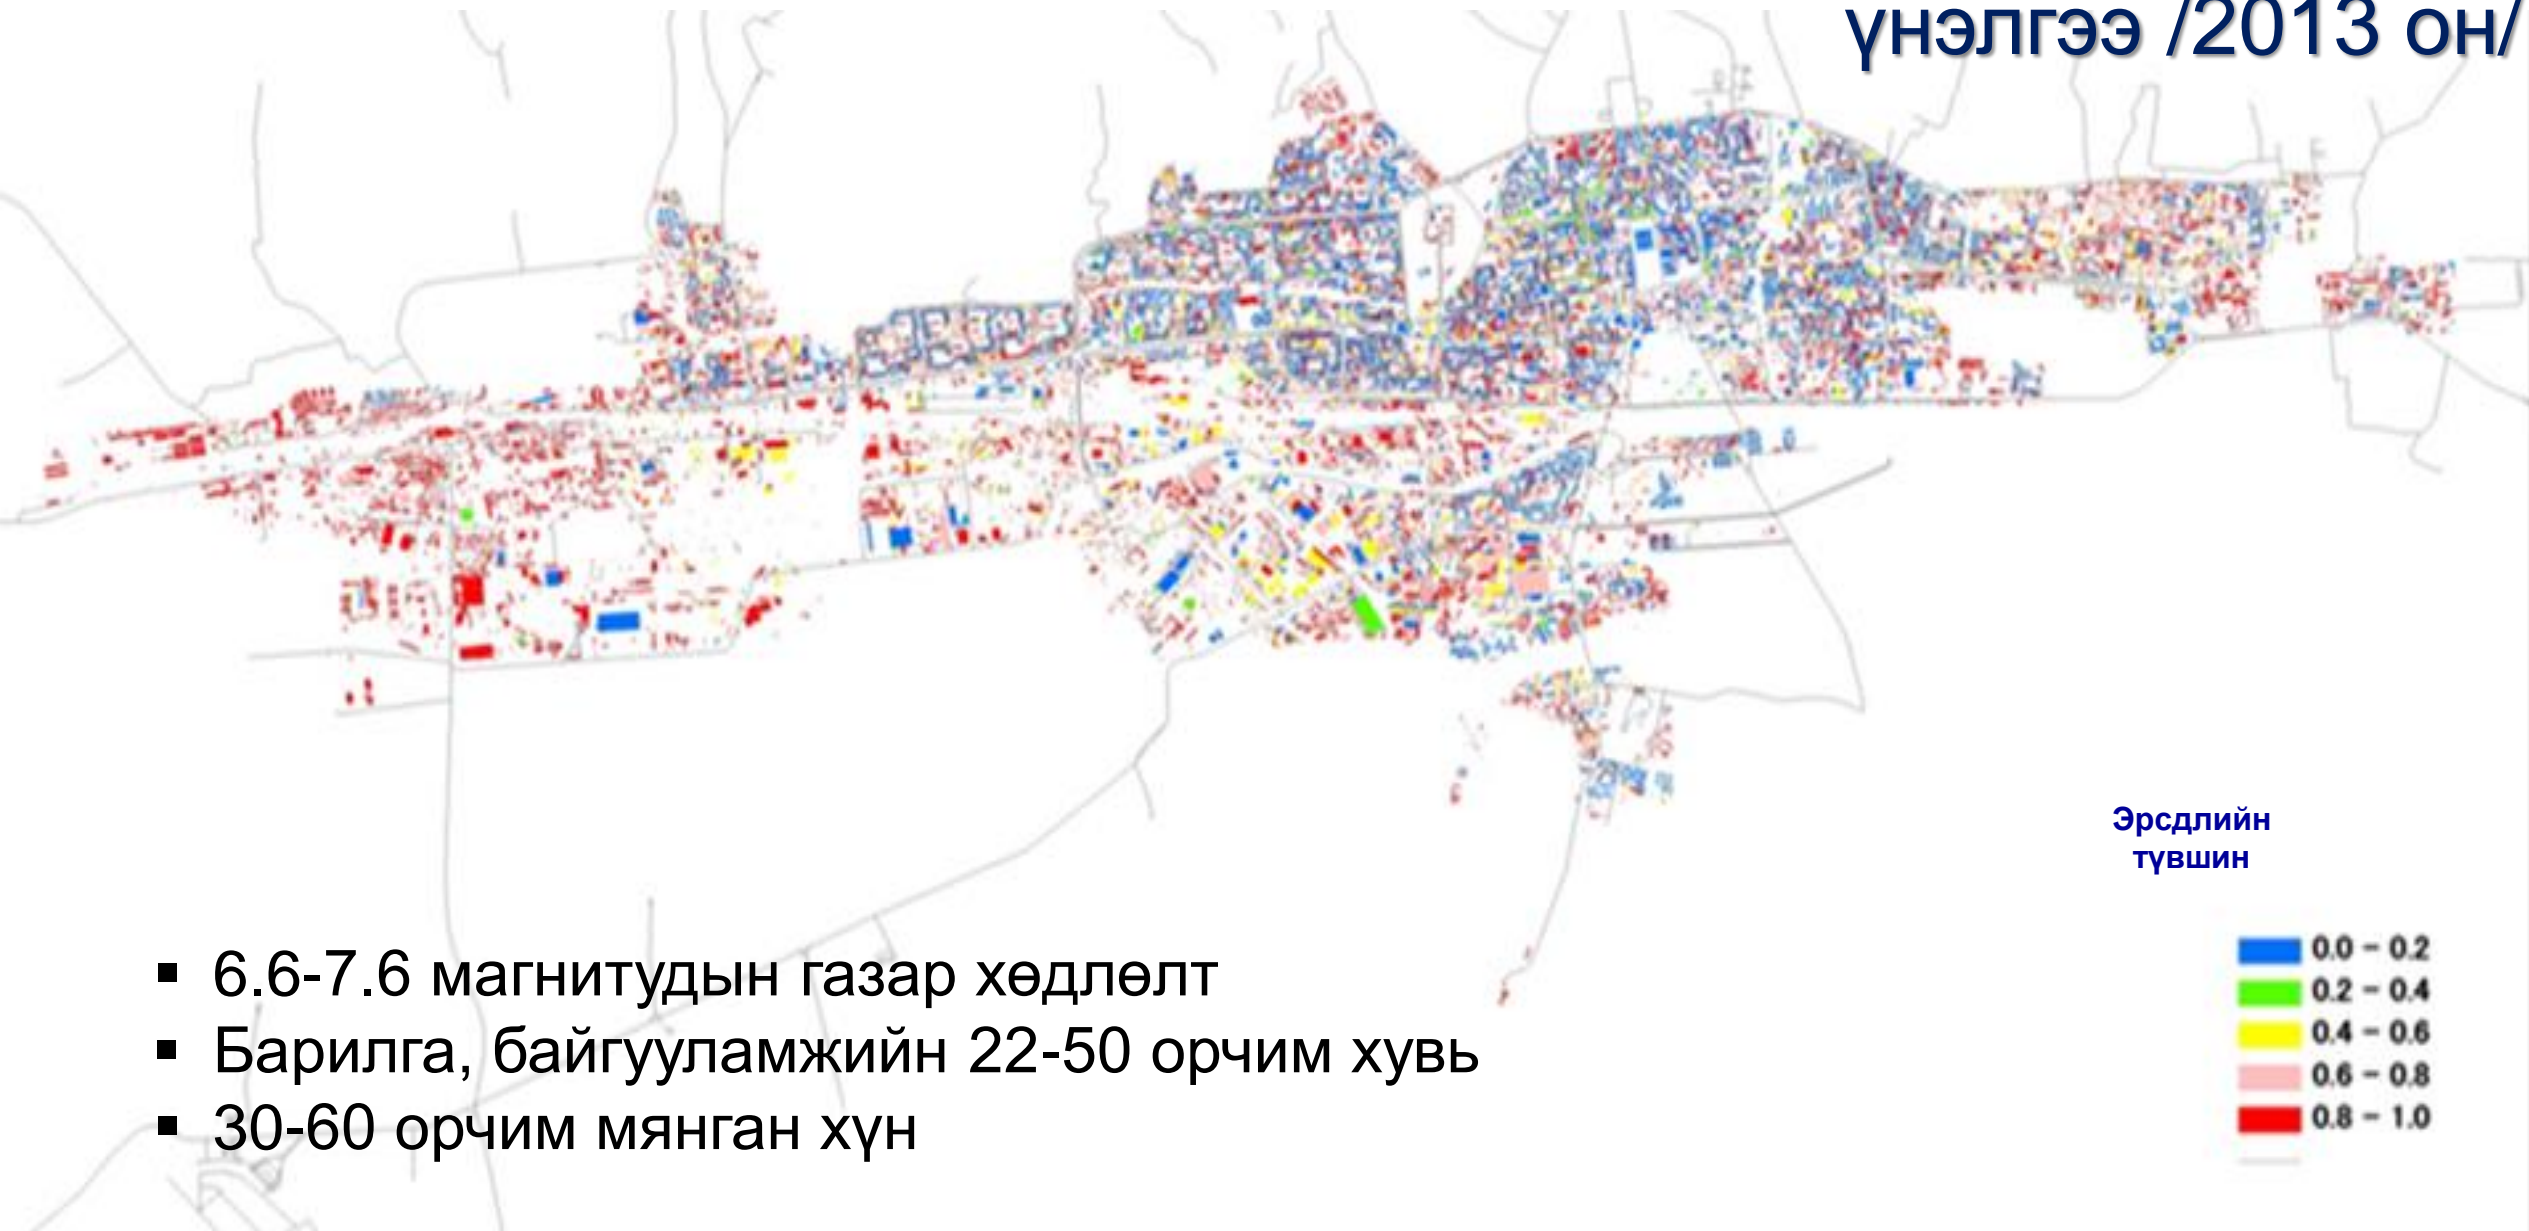 үнэлгээ /2013 он/
Эрсдлийн
түвшин
0.0 - 0.2
0.2 - 0.4
0.4 - 0.6
0.6 - 0.8
0.8 - 1.0
▪ 6.6-7.6 магнитудын газар хөдлөлт
▪ Барилга, байгууламжийн 22-50 орчим хувь
▪ 30-60 орчим мянган хүн